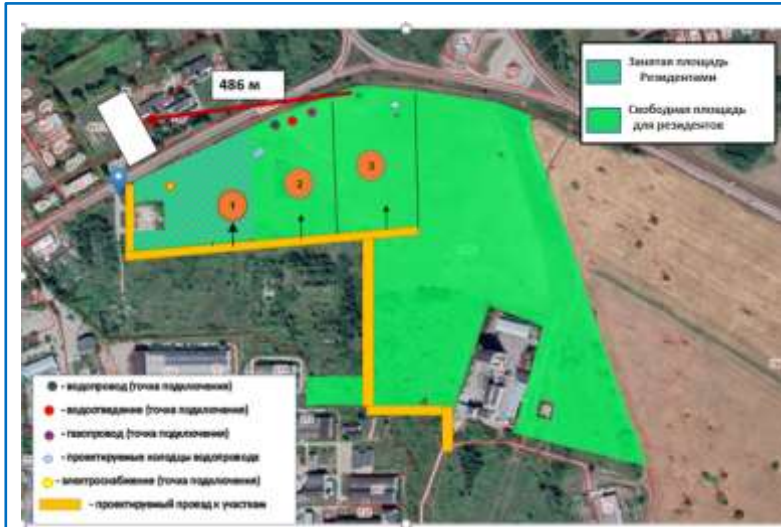 486 м
Занятая площадь
Резидентами
Свободная площадь
для резидентов
1
2
3
- водопровод (точка подключения)
- водоотведение (точка подключения)
- газопровод (точка подключения)
- проектируемые колодцы водопровода
- электроснабжение (точка подключения)
- проектируемый проезд к участкам